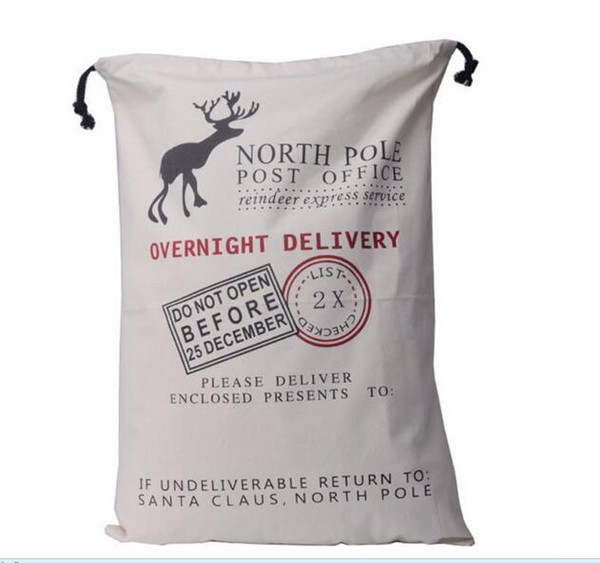 NORTH POLE
POST OFFICE
reindeer express service
OVERNIGHT DELIVERY
DO NOT OPEN
BEFORE
25 DECEMBER
LIST
2 X
CHECKED
PLEASE DELIVER
ENCLOSED PRESENTS TO:
IF UNDELIVERABLE RETURN TO:
SANTA CLAUS, NORTH POLE